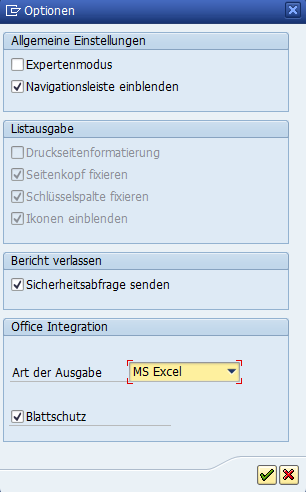 Optionen
Allgemeine Einstellungen
Expertenmodus
Navigationsleiste einblenden
Listausgabe
Druckseitenformatierung
Seitenkopf fixieren
Schlüsselspalte fixieren
Ikonen einblenden
Bericht verlassen
Sicherheitsabfrage senden
Office Integration
Art der Ausgabe MS Excel
Blattschutz